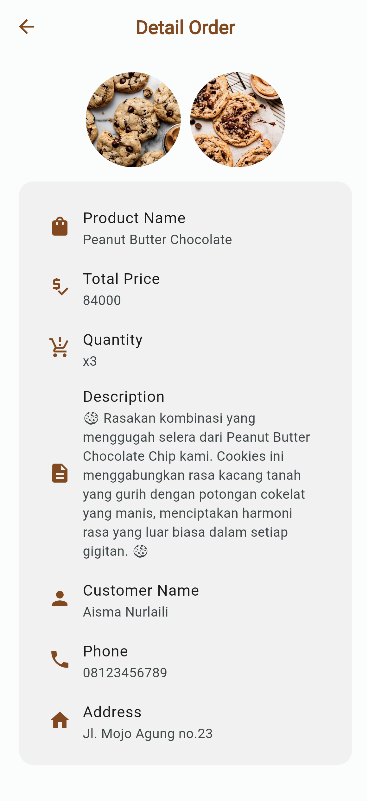 Detail Order
Product Name
Peanut Butter Chocolate
Total Price
84000
Quantity
x3
Description
🍪 Rasakan kombinasi yang
menggugah selera dari Peanut Butter
Chocolate Chip kami. Cookies ini
menggabungkan rasa kacang tanah
yang gurih dengan potongan cokelat
yang manis, menciptakan harmoni
rasa yang luar biasa dalam setiap
gigitan. 🍪
Customer Name
Aisma Nurlaili
Phone
08123456789
Address
Jl. Mojo Agung no.23